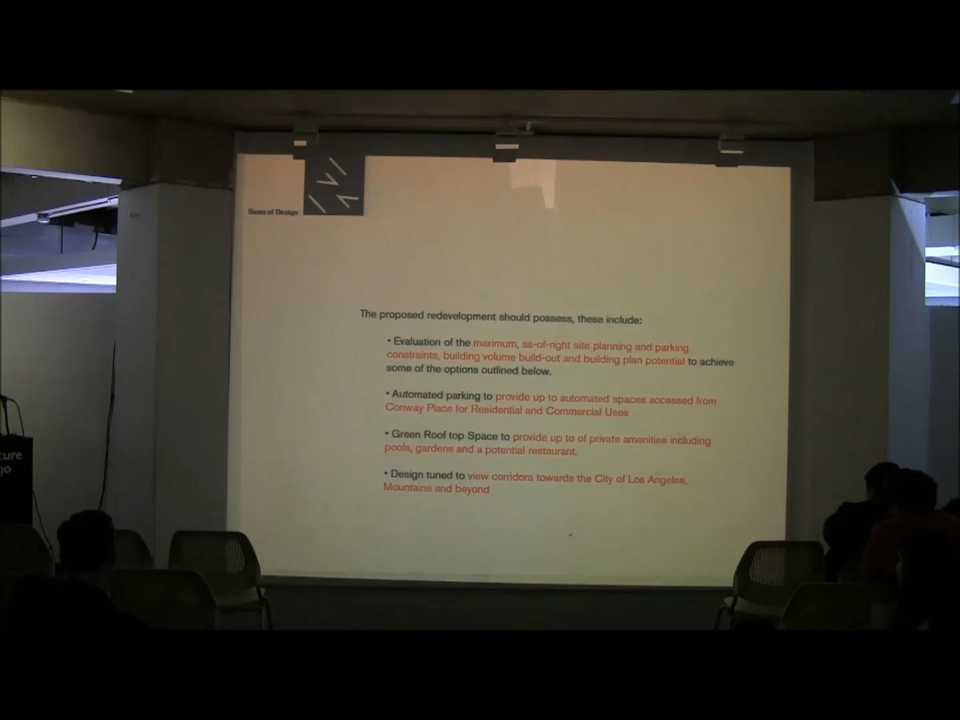 Basis of Design
The proposed redevelopment should possess, these include:
• Evaluation of the maximum, as-of-right site planning and parking
constraints, building volume build-out and building plan potential to achieve
some of the options outlined below.
• Automated parking to provide up to automated spaces accessed from
Conway Place for Residential and Commercial Uses
• Green Roof top Space to provide up to of private amenities including
pools, gardens and a potential restaurant.
• Design tuned to view corridors towards the City of Los Angeles,
Mountains and beyond
cture
go